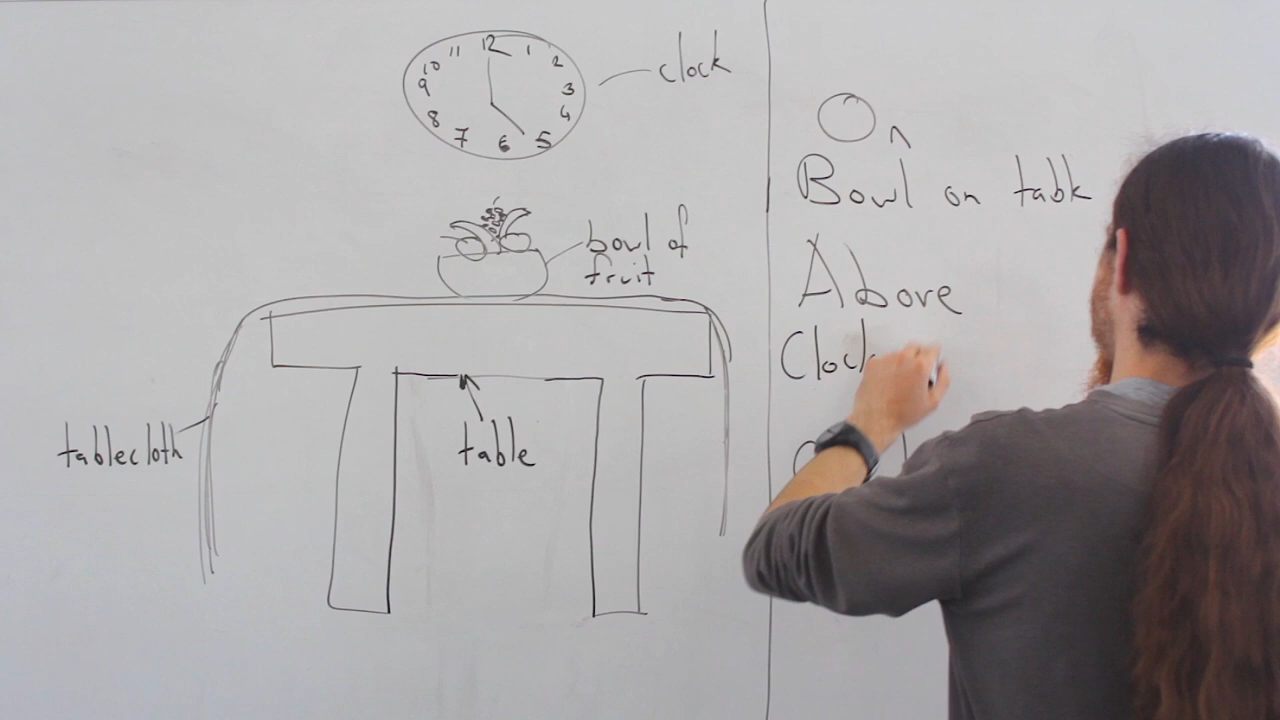 12
11
1
10
2
9
3
8
4
7
6
5
clock
bowl of
fruit
tablecloth
table
On
Bowl on table
Above
Clock